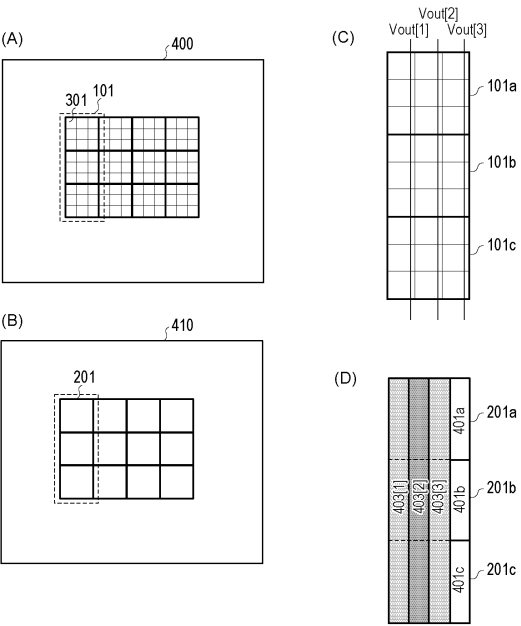 (A)
400
301
101
(B)
410
201
(C)
Vout[2]
Vout[1] Vout[3]
101a
101b
101c
(D)
401a
201a
403[1] 403[2] 403[3] 401b
201b
401c
201c